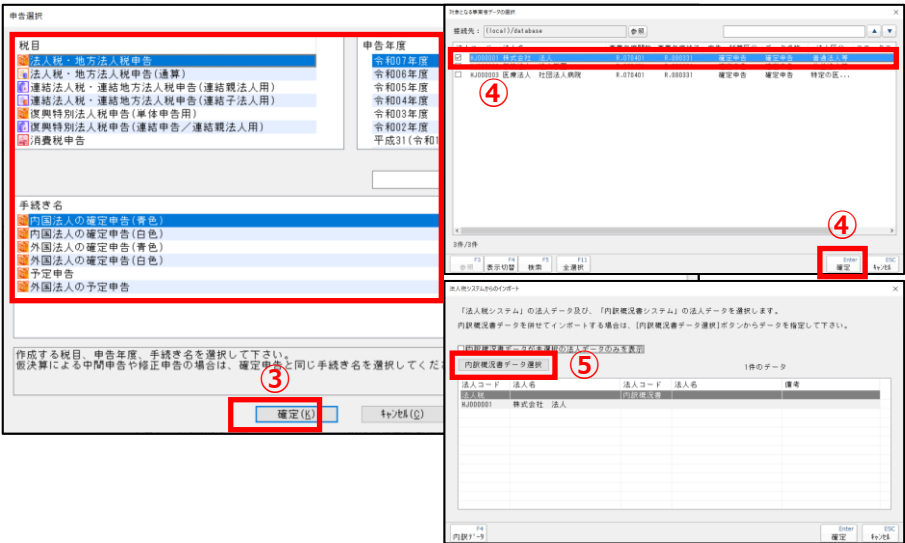 申告選択
税目
法人税・地方法人税申告
法人税・地方法人税申告(通算)
連結法人税・連結地方法人税申告(連結親法人用)
連結法人税・連結地方法人税申告(連結子法人用)
復興特別法人税申告(単体申告用)
復興特別法人税申告(連結申告／連結親法人用)
消費税申告
申告年度
令和07年度
令和06年度
令和05年度
令和04年度
令和03年度
令和02年度
平成31(令和1
手続き名
内国法人の確定申告(青色)
内国法人の確定申告(白色)
外国法人の確定申告(青色)
外国法人の確定申告(白色)
予定申告
外国法人の予定申告
作成する税目、申告年度、手続き名を選択して下さい。
仮決算による中間申告や修正申告の場合は、確定申告と同じ手続き名を選択してくだ
③
確定(K)
ｷｬﾝｾﾙ(C)
対象となる事業者データの選択
接続先： (local)/database
参照
HJ000001 株式会社 法人 R.070401 R.080331 確定申告 確定申告 普通法人等
HJ000003 医療法人 社団法人病院 R.070401 R.080331 確定申告 確定申告 特定の医...
④
④
3件/3件
F3 参照
F4 表示切替
F5 検索
F11 全選択
Enter 確定
ESC ｷｬﾝｾﾙ
法人税システムからのインポート
「法人税システム」の法人データ及び、「内訳概況書システム」の法人データを選択します。
内訳概況書データを併せてインポートする場合は、[内訳概況書データ選択]ボタンからデータを指定して下さい。
内訳概況書データが未選択の法人データのみを表示
内訳概況書データ選択
⑤
1件のデータ
法人コード 法人名 法人コード 法人名 備考
法人税 内訳概況書
HJ000001 株式会社 法人
F4 内訳ﾃﾞｰﾀ
Enter 確定
ESC ｷｬﾝｾﾙ